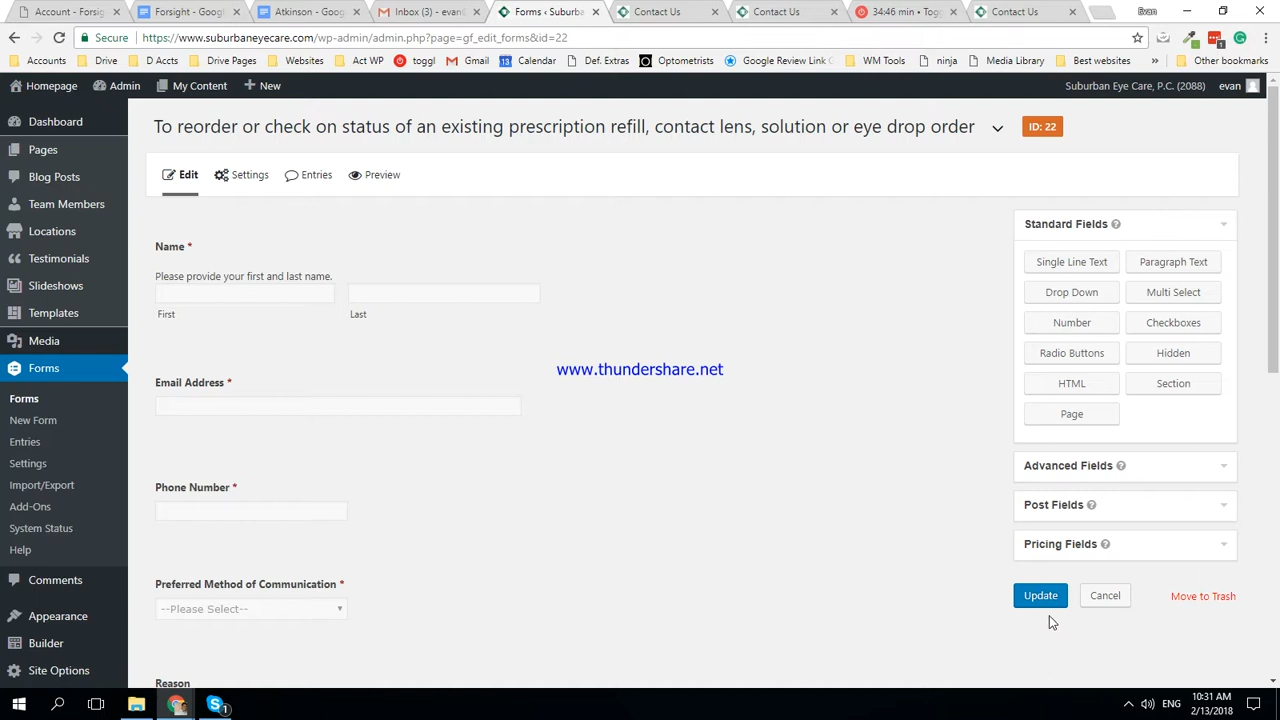 Account - Forsig
Forsight - Googl
Atkinson - Goog
Inbox (3) - evan@
Forms ‹ Suburba
Contact Us
Contact Us
34:46 min • Togg
Contact Us
Evan
Secure
https://www.suburbaneyecare.com/wp-admin/admin.php?page=gf_edit_forms&id=22
1
Accounts
Drive
D Accts
Drive Pages
Websites
Act WP
toggl
Gmail
13
Calendar
Def. Extras
Optometrists
Google Review Link G
WM Tools
ninja
Media Library
Best websites
»
Other bookmarks
Homepage
Admin
My Content
+ New
Suburban Eye Care, P.C. (2088)
evan
Dashboard
Pages
Blog Posts
Team Members
Locations
Testimonials
Slideshows
Templates
Media
Forms
Forms
New Form
Entries
Settings
Import/Export
Add-Ons
System Status
Help
Comments
Appearance
Builder
Site Options
To reorder or check on status of an existing prescription refill, contact lens, solution or eye drop order
ID: 22
Edit
Settings
Entries
Preview
Name *
Please provide your first and last name.
First
Last
www.thundershare.net
Email Address *
Phone Number *
Preferred Method of Communication *
--Please Select--
Reason
Standard Fields
Single Line Text
Paragraph Text
Drop Down
Multi Select
Number
Checkboxes
Radio Buttons
Hidden
HTML
Section
Page
Advanced Fields
Post Fields
Pricing Fields
Update
Cancel
Move to Trash
1
ENG
10:31 AM
2/13/2018